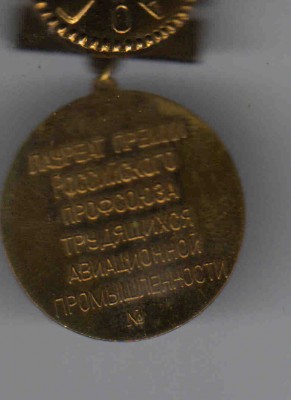 ЛАУРЕАТ ПРЕМИИ
РОССИЙСКОГО
ПРОФСОЮЗА
ТРУДЯЩИХСЯ
АВИАЦИОННОЙ
ПРОМЫШЛЕННОСТИ
№